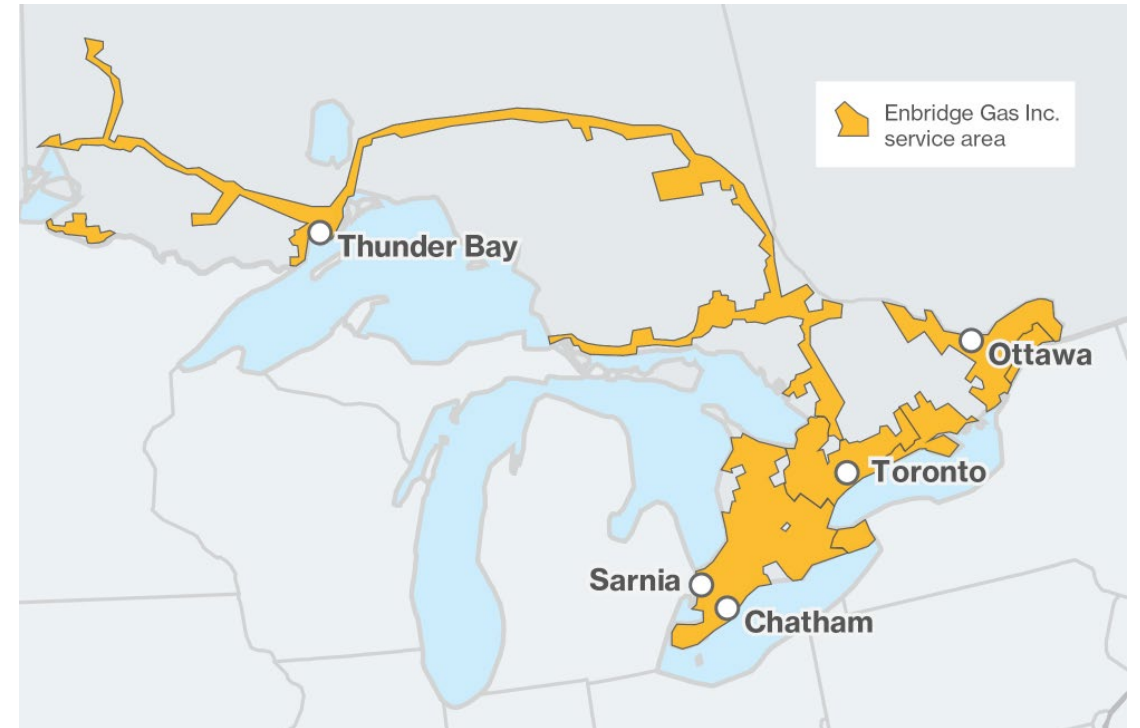 Enbridge Gas Inc.
service area
Thunder Bay
Ottawa
Toronto
Sarnia
Chatham